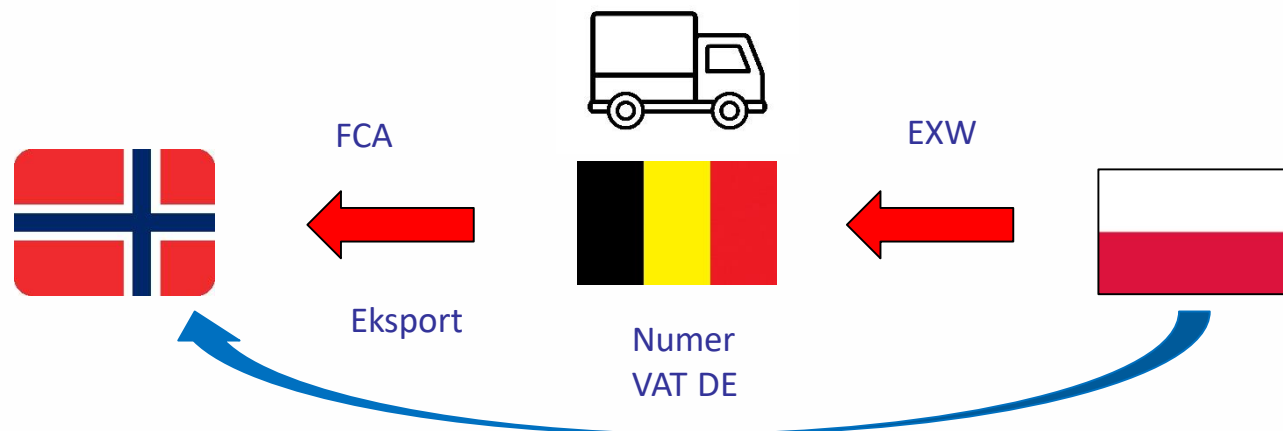 FCA
EXW
Eksport
Numer
VAT DE